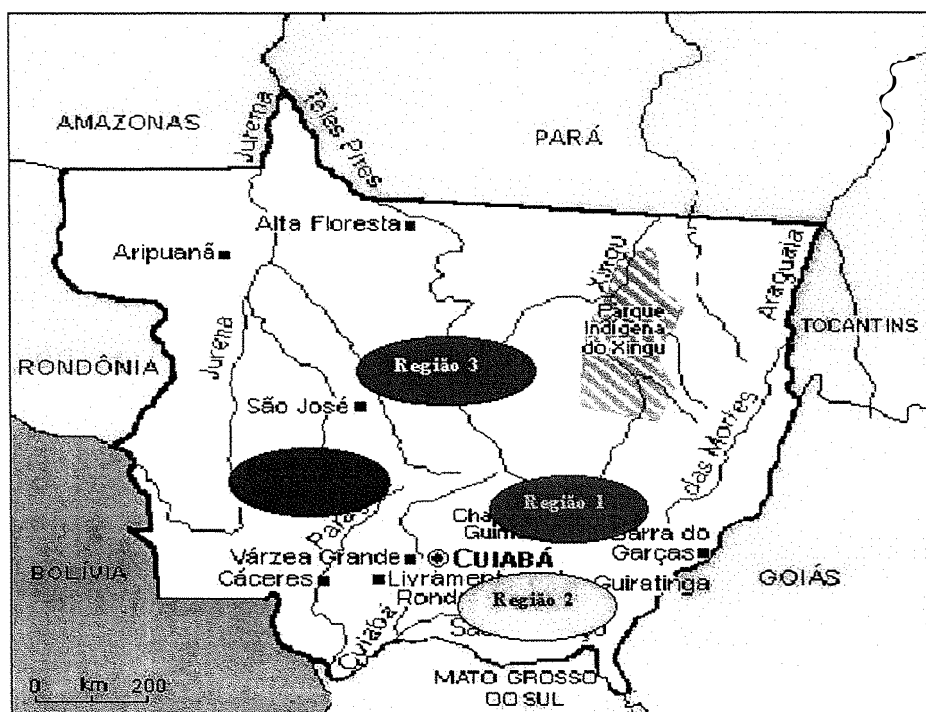 AMAZONAS
Jurema
Teles Pires
PARÁ
Alta Floresta
Aripuanã
Xingu
Parque
Indígena
do Xingu
Araguaia
TOCANTINS
RONDÔNIA
Jurema
Região 3
São José
das Mortes
Região 1
Barra do
Garças
Várzea Grande
CUIABÁ
Cáceres
BOLÍVIA
GOIÁS
Guiratinga
Região 2
Cuiabá
MATO GROSSO
DO SUL
0 km 200